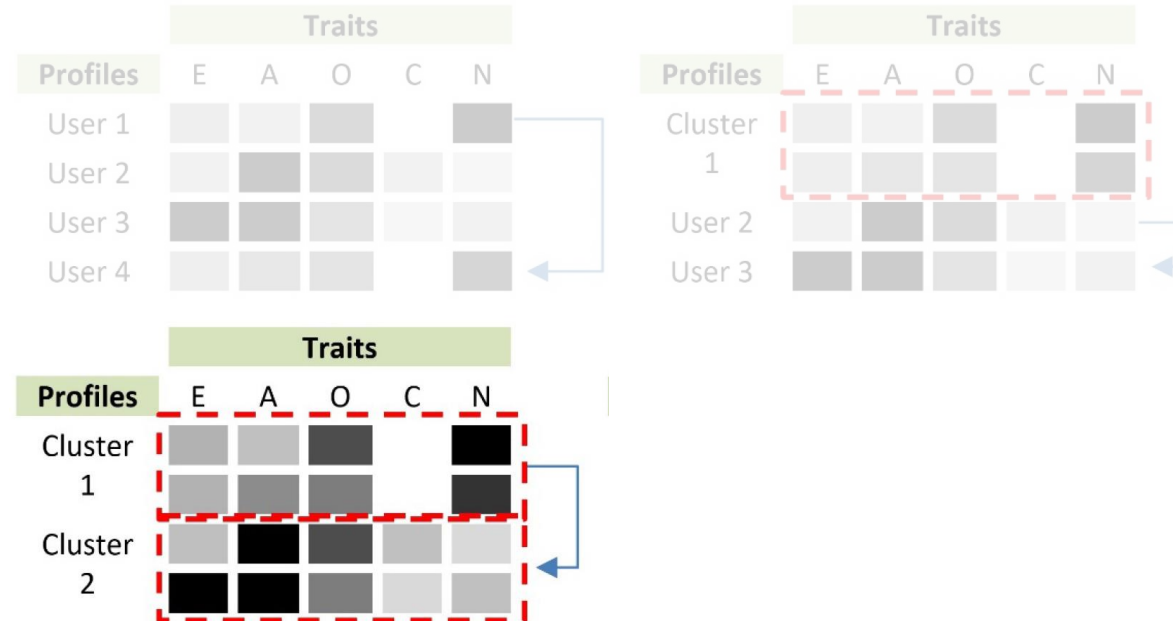 Traits
Profiles E A O C N
User 1
User 2
User 3
User 4
Traits
Profiles E A O C N
Cluster
1
User 2
User 3
Traits
Profiles E A O C N
Cluster
1
Cluster
2